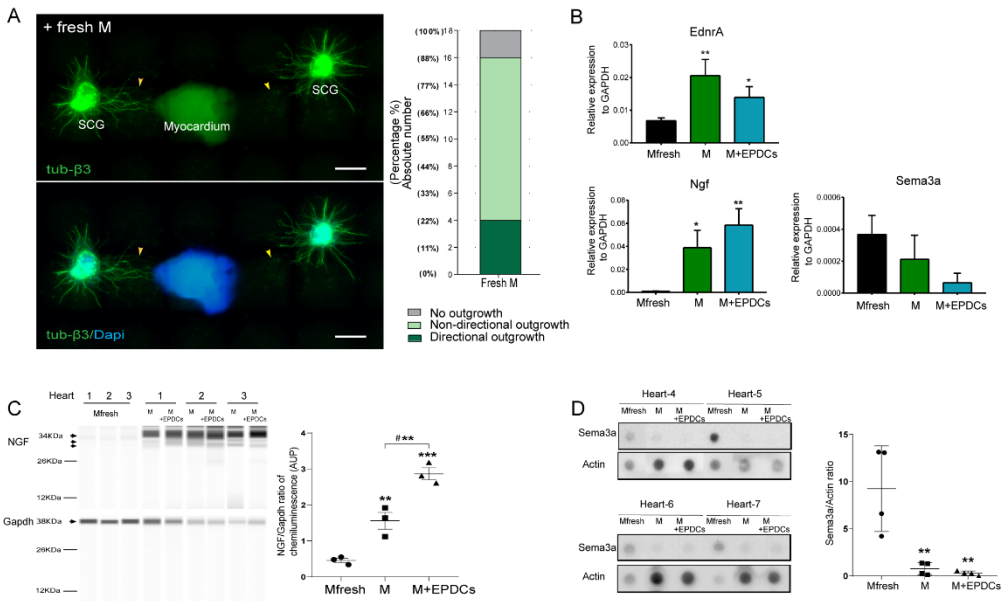 A
+ fresh M
SCG
Myocardium
SCG
tub-β3
tub-β3/Dapi
(Percentage %)
Absolute number
(100%) 18
(88%) 16
(77%) 14
(66%) 12
(55%) 10
(44%) 8
(33%) 6
(22%) 4
(11%) 2
(0%) 0
Fresh M
No outgrowth
Non-directional outgrowth
Directional outgrowth
B
EdnrA
Relative expression
to GAPDH
0.03
0.02
0.01
0.00
** *
Mfresh M M+EPDCs
Ngf
Relative expression
to GAPDH
0.08
0.06
0.04
0.02
0.00
* **
Mfresh M M+EPDCs
Sema3a
Relative expression
to GAPDH
0.0006
0.0004
0.0002
0.0000
Mfresh M M+EPDCs
C
Heart 1 2 3 1 2 3
Mfresh M M +EPDCs M M +EPDCs M M +EPDCs
NGF
34KDa
26KDa
12KDa
Gapdh 38KDa
26KDa
12KDa
NGF/Gapdh ratio of
chemiluminescence (AUP)
4
3
2
1
0
#**
** ***
Mfresh M M+EPDCs
D
Heart-4 Heart-5
Mfresh M M +EPDCs Mfresh M M +EPDCs
Sema3a
Actin
Heart-6 Heart-7
Mfresh M M +EPDCs Mfresh M M +EPDCs
Sema3a
Actin
Sema3a/Actin ratio
15
10
5
0
** **
Mfresh M M+EPDCs